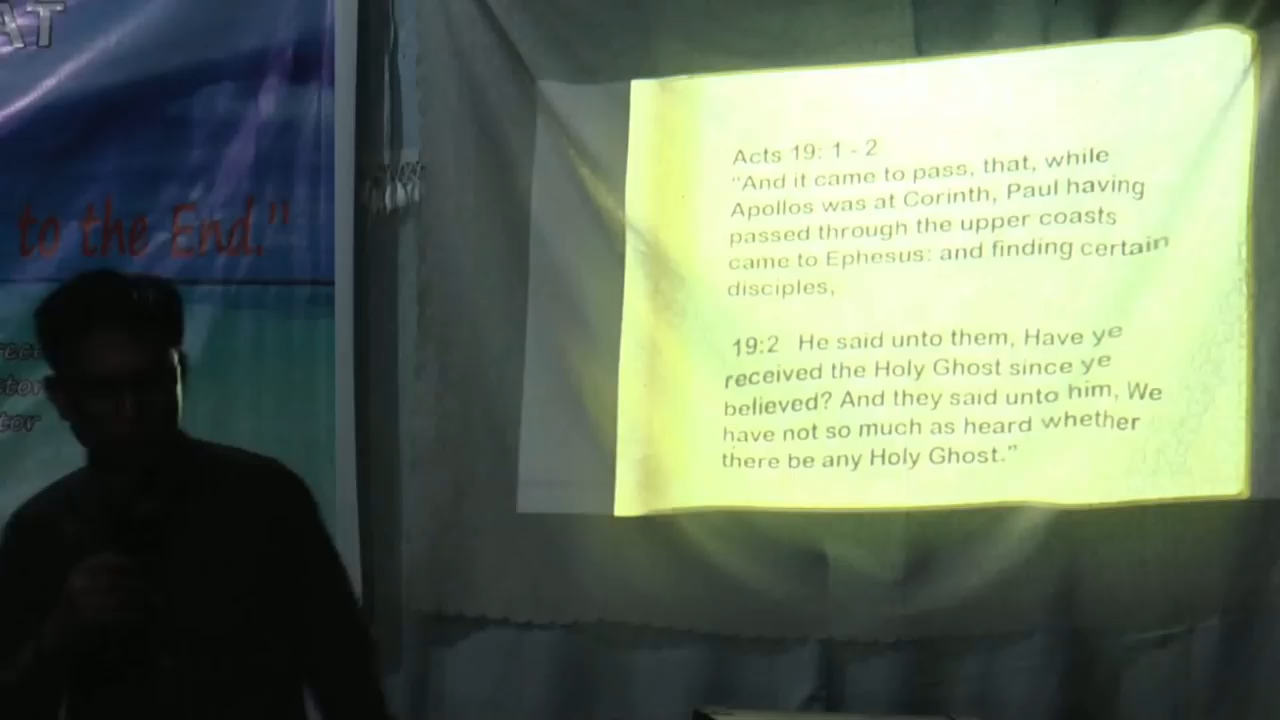 AT
to the End."
tor
Acts 19: 1 - 2
"And it came to pass, that, while
Apollos was at Corinth, Paul having
passed through the upper coasts
came to Ephesus: and finding certain
disciples,
19:2 He said unto them, Have ye
received the Holy Ghost since ye
believed? And they said unto him, We
have not so much as heard whether
there be any Holy Ghost."